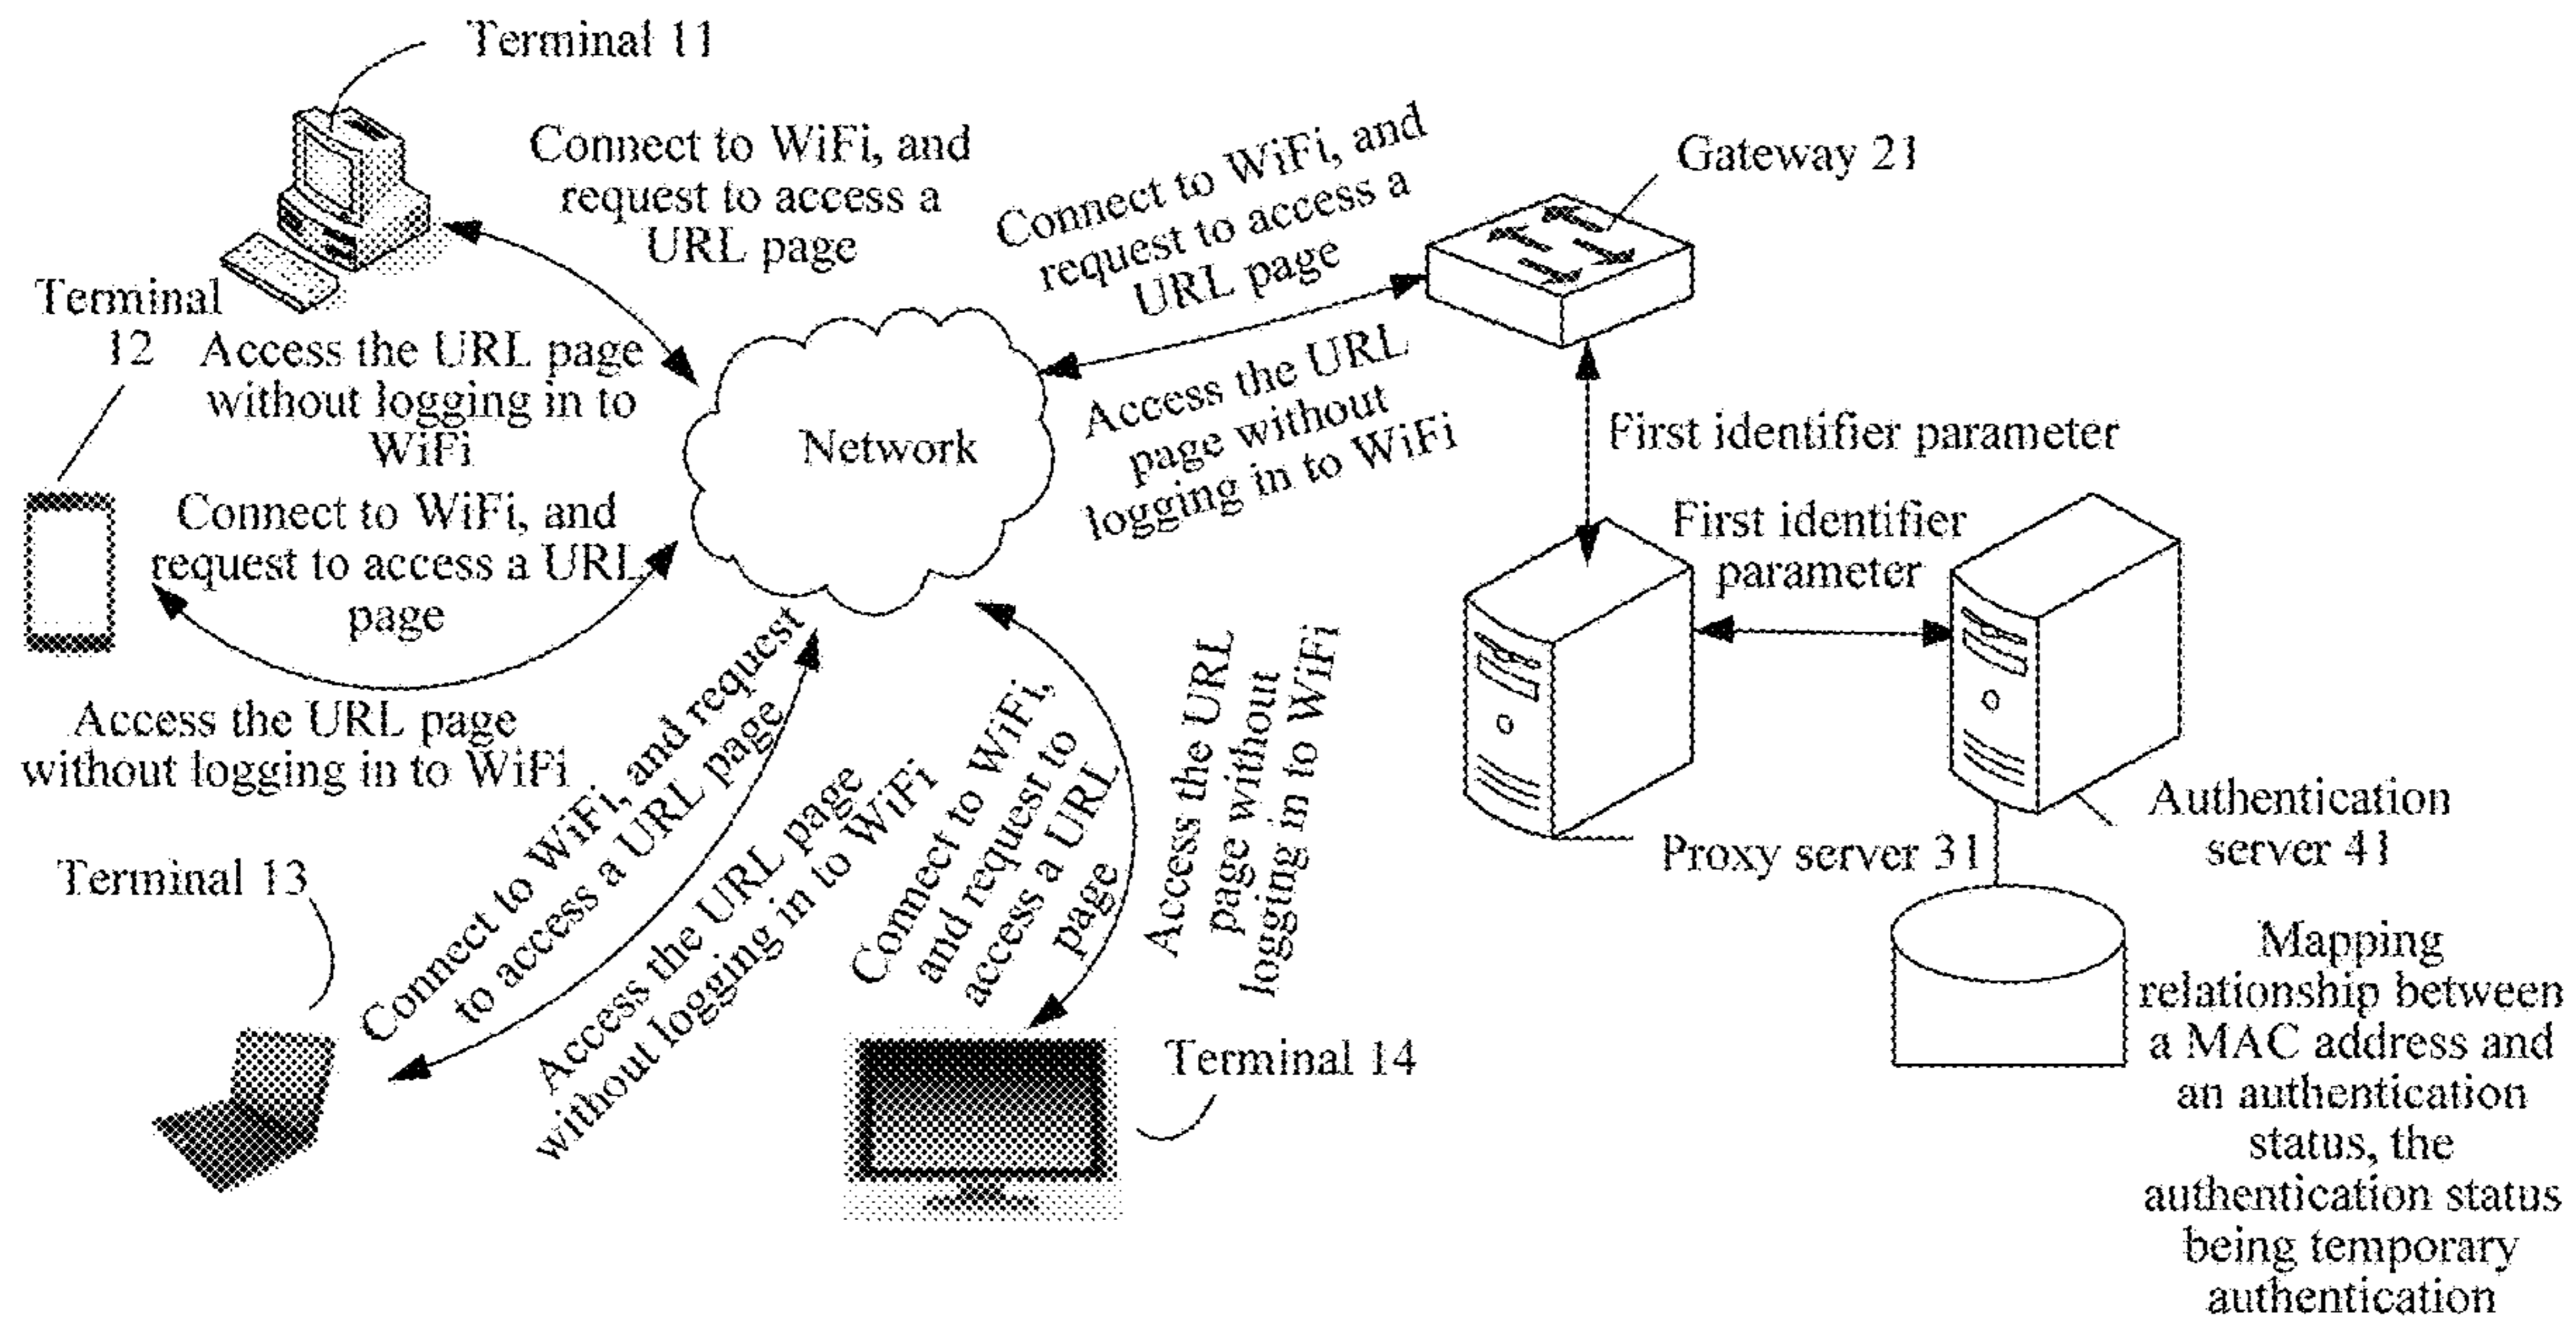 Terminal 11
Connect to WiFi, and
request to access a
URL page
Connect to WiFi, and
request to access a
URL page
Gateway 21
Terminal
12
Access the URL page
without logging in to
WiFi
Network
Access the URL
page without
logging in to WiFi
First identifier parameter
Connect to WiFi, and
request to access a URL
page
First identifier
parameter
Access the URL page
without logging in to WiFi
Connect to WiFi, and request
to access a URL page
Access the URL page
without logging in to WiFi
Connect to WiFi,
and request to
access a URL
page
Access the URL
page without
logging in to WiFi
Authentication
server 41
Proxy server 31
Terminal 13
Terminal 14
Mapping
relationship between
a MAC address and
an authentication
status, the
authentication status
being temporary
authentication